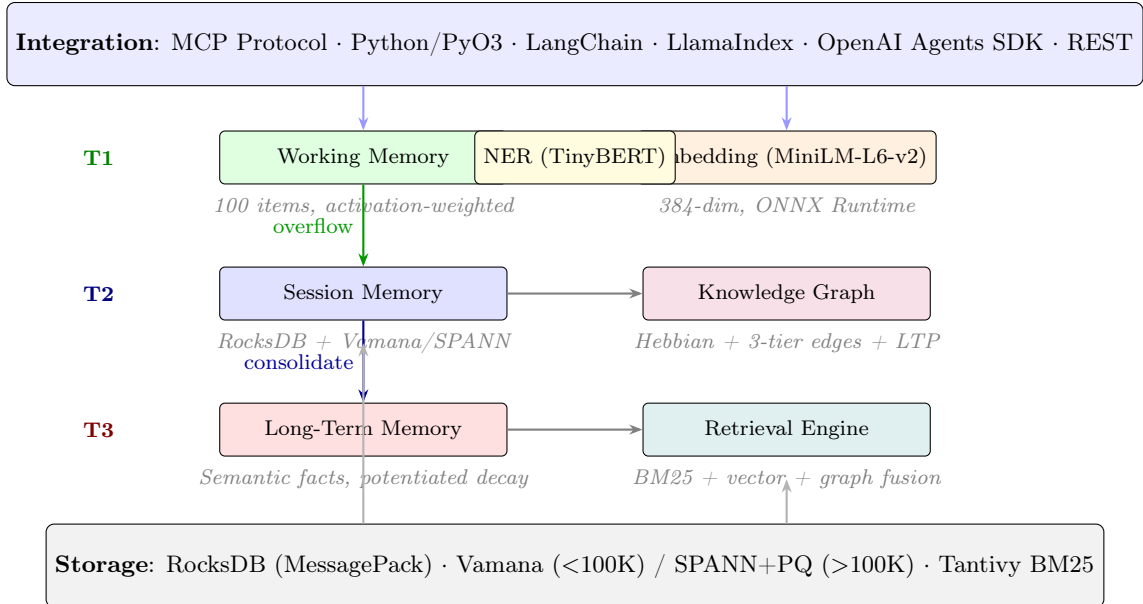 Integration: MCP Protocol · Python/PyO3 · LangChain · LlamaIndex · OpenAI Agents SDK · REST
T1
Working Memory
NER (TinyBERT)
bedding (MiniLM-L6-v2)
100 items, activation-weighted
384-dim, ONNX Runtime
overflow
T2
Session Memory
Knowledge Graph
RocksDB + Vamana/SPANN
Hebbian + 3-tier edges + LTP
consolidate
T3
Long-Term Memory
Retrieval Engine
Semantic facts, potentiated decay
BM25 + vector + graph fusion
Storage: RocksDB (MessagePack) · Vamana (<100K) / SPANN+PQ (>100K) · Tantivy BM25